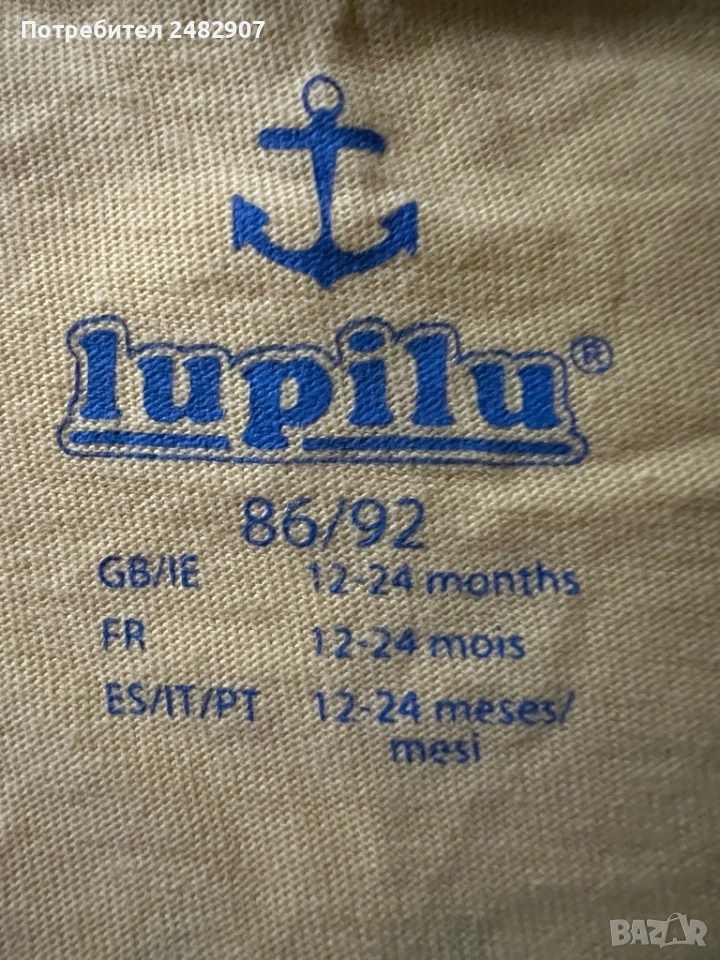 Потребител 2482907
lupilu®
86/92
GB/IE 12-24 months
FR 12-24 mois
ES/IT/PT 12-24 meses/
mesi
BAZAR